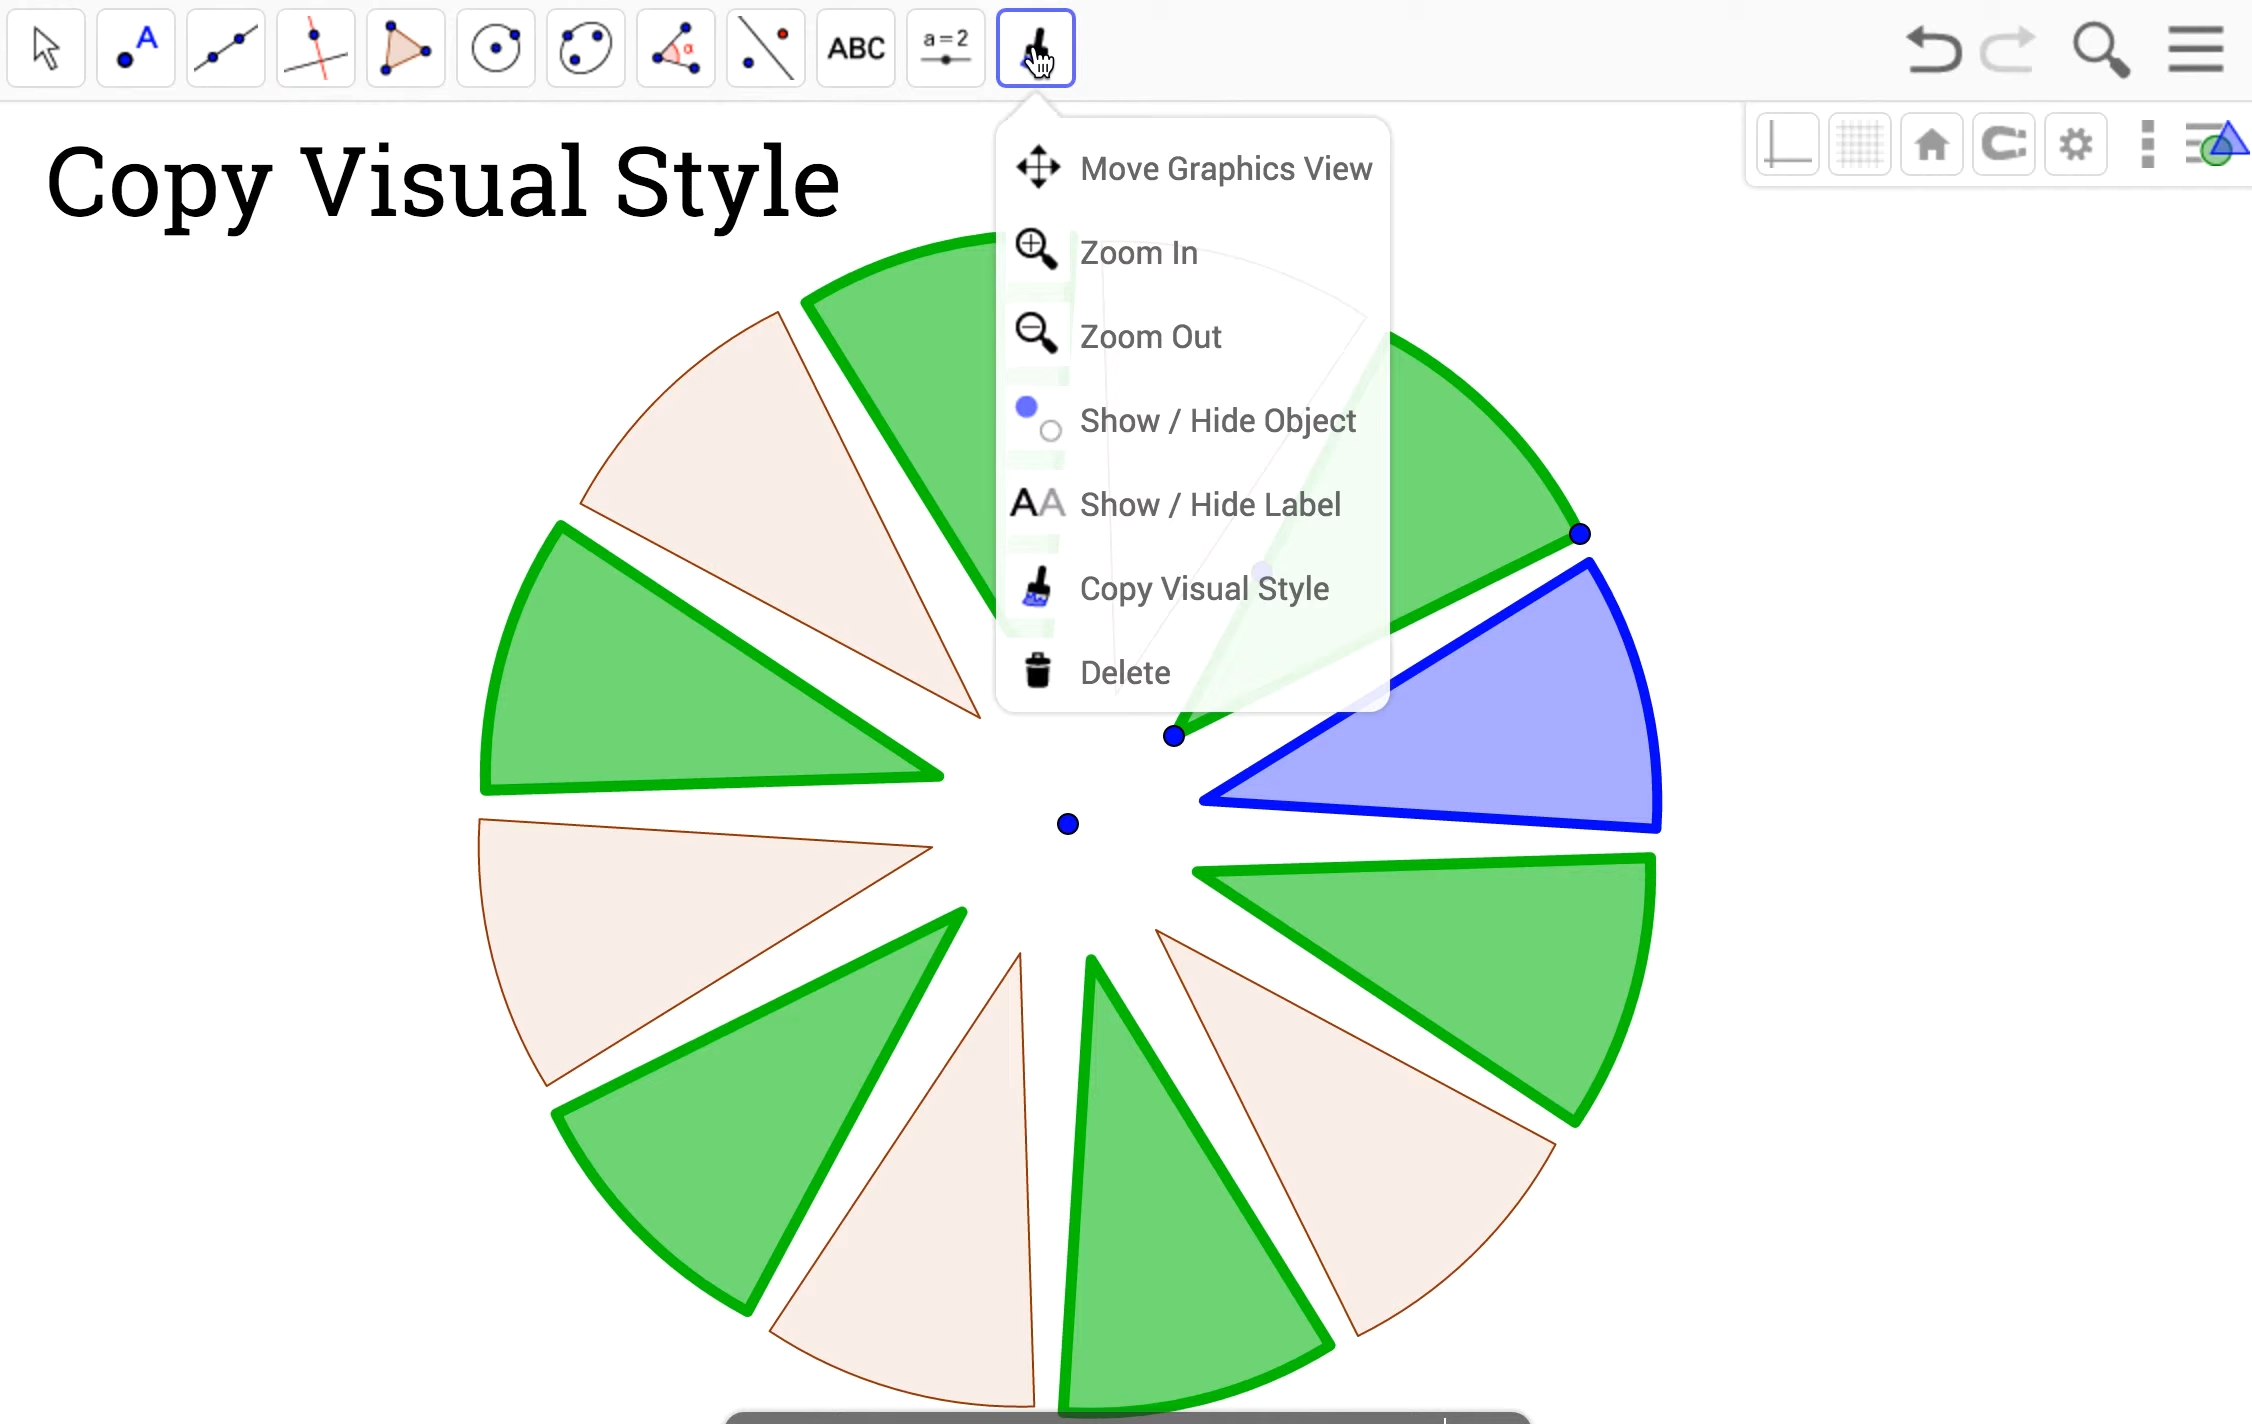 A
α
ABC
a=2
Copy Visual Style
Move Graphics View
Zoom In
Zoom Out
Show / Hide Object
AA Show / Hide Label
Copy Visual Style
Delete